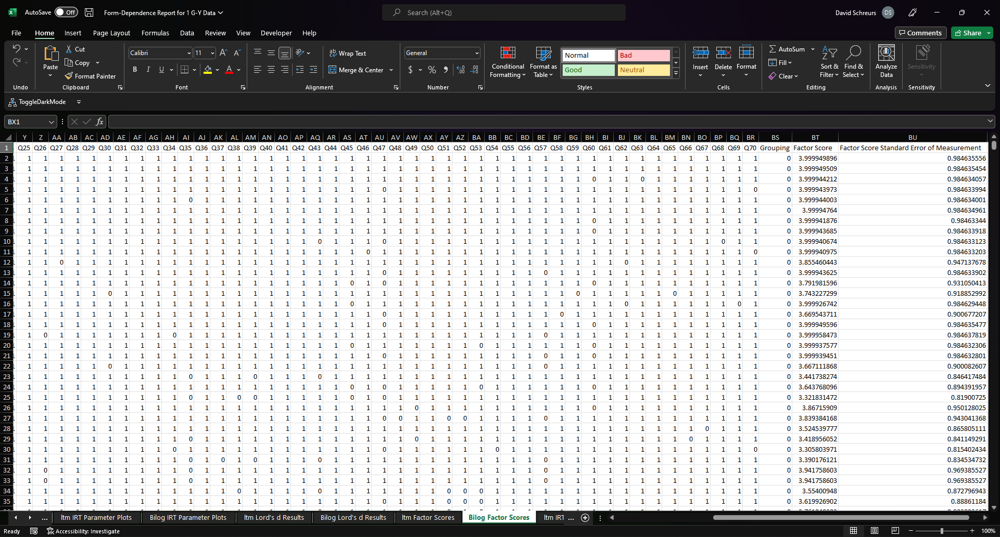 AutoSave Off Form-Dependence Report for 1 G-Y Data Search (Alt+Q) David Schreurs DS
File Home Insert Page Layout Formulas Data Review View Developer Help Comments Share
Cut Calibri 11 Wrap Text General Normal Bad AutoSum
Paste Copy Conditional Formatting Format as Table Insert Delete Format Fill Sort & Filter Find & Select Analyze Data Sensitivity
Format Painter B I U A Merge & Center $ % Good Neutral Clear
Undo Clipboard Font Alignment Number Styles Cells Editing Analysis Sensitivity
ToggleDarkMode
BX1 fx
Y Z AA AB AC AD AE AF AG AH AI AJ AK AL AM AN AO AP AQ AR AS AT AU AV AW AX AY AZ BA BB BC BD BE BF BG BH BI BJ BK BL BM BN BO BP BQ BR BS BT BU
1 Q25 Q26 Q27 Q28 Q29 Q30 Q31 Q32 Q33 Q34 Q35 Q36 Q37 Q38 Q39 Q40 Q41 Q42 Q43 Q44 Q45 Q46 Q47 Q48 Q49 Q50 Q51 Q52 Q53 Q54 Q55 Q56 Q57 Q58 Q59 Q60 Q61 Q62 Q63 Q64 Q65 Q66 Q67 Q68 Q69 Q70 Grouping Factor Score Factor Score Standard Error of Measurement
2 1 1 1 1 1 1 1 1 1 1 1 1 1 1 1 1 1 1 1 1 1 1 1 1 1 1 1 1 1 1 1 1 1 1 1 1 1 1 1 1 1 1 1 1 1 1 0 3.999949896 0.984635556
3 1 1 1 1 1 1 1 1 1 1 1 1 1 1 1 1 1 1 1 1 1 1 1 1 1 1 1 1 1 1 1 1 1 1 1 1 1 1 1 1 1 1 1 1 1 1 0 3.999949509 0.984635454
4 1 1 1 1 1 1 1 1 1 1 1 1 1 1 1 1 1 1 1 1 1 1 1 1 1 1 1 1 1 1 1 1 1 1 1 0 1 1 0 1 1 1 1 1 1 1 0 3.999944212 0.984634057
5 1 1 1 1 1 1 1 1 1 1 1 1 1 1 1 1 1 1 1 1 1 1 0 1 1 1 1 1 1 1 1 1 1 1 1 1 1 1 1 1 1 1 1 1 1 0 0 3.999943973 0.984633994
6 1 1 1 1 1 1 1 1 1 1 0 1 1 1 1 1 1 1 1 1 1 1 1 1 1 1 1 1 1 1 1 1 1 1 1 1 1 1 1 1 1 1 1 1 1 1 0 3.999944003 0.984634001
7 1 1 1 1 1 1 1 1 1 1 1 1 1 1 1 1 1 1 1 1 1 1 1 1 1 1 1 1 1 1 1 1 1 1 1 1 1 1 1 1 1 1 1 1 1 1 0 3.99994764 0.984634961
8 1 1 1 1 1 1 1 1 1 1 1 1 1 1 1 1 1 1 1 1 1 1 1 1 1 1 1 1 1 1 1 1 1 1 1 0 1 1 1 1 1 1 1 1 1 1 0 3.999941876 0.98463344
9 1 1 1 1 1 1 1 1 1 1 1 1 1 1 1 1 1 1 1 1 1 1 1 1 1 1 1 1 1 1 1 1 1 1 1 0 1 1 1 1 1 1 1 1 1 1 0 3.999943685 0.984633918
10 1 1 1 1 1 1 1 1 1 1 1 1 1 1 1 1 1 1 0 1 1 1 0 1 1 1 1 1 1 1 1 1 1 1 1 1 1 1 1 1 1 1 1 0 1 1 0 3.999940674 0.984633123
11 1 1 1 1 1 1 1 1 1 1 1 1 1 1 1 1 1 1 1 1 1 0 1 1 1 1 1 1 1 1 1 1 1 1 1 1 1 1 1 1 1 1 1 1 1 0 0 3.999940975 0.984633203
12 1 1 0 1 1 1 1 1 1 1 1 1 1 1 1 1 1 1 1 1 1 1 1 1 1 1 1 1 1 1 1 1 1 1 1 1 1 0 1 1 1 1 1 1 1 1 0 3.855460443 0.947137678
13 1 1 1 1 1 1 1 1 1 1 1 1 1 1 1 1 1 1 1 1 1 1 0 1 1 1 1 1 1 1 1 1 0 1 1 1 1 1 1 1 1 1 1 1 1 1 0 3.999943625 0.984633902
14 1 1 1 1 1 1 1 1 1 1 1 1 1 1 1 1 1 1 1 1 0 1 0 1 1 1 1 1 1 1 1 1 1 1 1 0 1 1 1 1 1 1 1 1 1 1 0 3.791981596 0.931050413
15 1 1 1 1 1 0 1 1 1 1 1 1 1 1 1 1 1 1 1 1 1 1 1 1 1 1 1 1 1 1 1 1 1 1 0 1 1 1 1 1 0 1 1 1 1 1 0 3.743227299 0.918852992
16 1 1 1 1 1 1 1 1 1 1 1 1 1 1 1 1 1 1 1 1 0 1 1 1 1 1 1 1 1 1 1 1 1 1 1 1 1 0 1 1 1 1 1 1 0 1 0 3.999926742 0.984629448
17 1 1 1 1 1 1 1 1 1 1 1 1 1 1 1 1 1 1 1 1 1 1 0 1 1 1 1 1 1 1 1 1 1 0 1 1 1 1 1 1 1 1 1 1 1 1 0 3.669543711 0.900677207
18 1 1 1 1 1 1 1 1 1 1 1 1 1 1 1 1 1 1 1 1 1 1 0 1 1 1 1 1 1 1 1 1 1 1 1 0 1 1 1 1 1 1 1 1 1 1 0 3.999949596 0.984635477
19 1 0 1 1 1 1 1 1 1 0 1 1 1 1 1 1 1 1 1 1 1 1 1 1 1 1 1 1 1 1 1 1 0 1 1 1 1 1 1 1 1 1 1 1 1 1 0 3.999958473 0.984637819
20 1 1 1 1 1 1 1 1 1 1 1 1 1 1 1 1 1 1 1 1 0 1 1 1 1 1 1 1 0 1 1 1 1 1 1 0 1 1 1 1 1 1 1 1 1 1 0 3.999937577 0.984632306
21 1 1 1 1 1 1 1 1 1 1 1 1 1 1 1 1 1 1 1 1 1 1 0 1 1 1 1 1 1 1 1 1 0 1 1 0 1 1 1 1 1 1 1 1 1 1 0 3.999939451 0.984632801
22 1 1 1 1 1 0 1 1 1 1 1 1 1 1 1 1 1 1 1 1 1 1 1 1 1 1 1 1 1 1 1 1 0 1 1 1 1 1 1 1 1 1 1 1 1 1 0 3.667111868 0.900082607
23 1 1 1 1 1 1 1 1 1 1 0 1 1 1 0 1 1 1 0 1 1 1 1 1 1 1 1 1 1 1 1 1 1 1 1 1 1 1 1 1 1 1 1 1 1 1 0 3.441738274 0.846417484
24 1 1 1 1 1 1 1 1 1 1 1 1 1 1 1 1 1 1 1 1 0 1 0 1 1 1 1 1 0 1 1 1 1 1 1 0 1 1 1 1 1 1 1 1 1 1 0 3.643768096 0.894391957
25 1 1 1 1 1 1 1 1 1 1 0 1 1 0 0 1 1 1 1 1 0 1 0 1 1 1 1 1 1 1 1 1 1 1 1 1 1 1 1 1 1 1 1 1 1 1 0 3.321831472 0.81900725
26 1 1 1 1 1 1 1 1 1 1 1 1 1 1 1 1 1 1 1 1 1 1 1 1 0 1 1 1 1 1 1 1 1 1 1 0 1 1 1 1 1 1 1 1 1 1 0 3.86715909 0.950128025
27 1 1 1 1 1 1 1 1 1 1 1 1 1 1 1 1 1 1 1 1 1 1 0 0 1 1 0 0 1 1 1 1 0 1 1 1 1 1 1 1 1 1 1 1 1 1 0 3.839384168 0.943041368
28 1 1 1 1 1 1 1 1 1 1 1 1 1 1 1 1 1 1 1 1 1 1 1 1 1 1 1 1 1 1 1 1 1 1 1 1 1 1 1 1 1 1 0 1 1 1 0 3.524539777 0.865805111
29 1 1 1 1 1 1 1 1 1 1 0 1 1 1 1 1 1 1 1 1 1 1 1 1 0 1 1 1 1 1 1 1 1 1 1 1 1 1 1 1 1 0 1 1 1 1 0 3.418956052 0.841149291
30 1 1 1 1 1 1 1 1 1 0 1 1 1 1 1 1 1 1 1 1 1 1 0 1 1 1 1 1 1 0 1 1 1 1 1 1 1 1 1 1 1 1 1 1 1 0 0 3.305803971 0.815402434
31 1 1 1 1 1 1 1 1 1 1 0 1 0 1 0 1 1 1 0 1 1 1 1 1 1 1 1 1 1 1 1 1 0 1 1 1 1 1 1 1 1 1 1 1 1 1 0 3.390176121 0.834534732
32 1 0 1 1 1 1 1 1 1 1 0 1 1 1 1 1 1 1 1 1 1 1 1 1 1 1 1 1 1 1 1 1 0 1 1 1 1 1 1 1 1 1 1 1 1 1 0 3.941758603 0.969385527
33 1 0 1 1 1 1 1 1 1 1 0 1 1 1 1 1 1 1 1 1 1 1 1 1 1 1 1 1 1 1 1 1 0 1 1 1 1 1 1 1 1 1 1 1 1 1 0 3.941758603 0.969385527
34 1 1 1 1 1 1 1 1 1 1 1 1 1 0 1 1 1 1 0 1 1 1 1 1 1 1 0 0 0 1 1 1 1 1 1 1 1 1 1 1 1 1 1 1 1 1 0 3.55400948 0.872796943
35 1 1 1 1 1 1 1 1 1 1 1 1 1 1 1 1 1 1 1 1 1 1 0 1 1 1 0 0 0 1 1 1 1 1 1 1 1 1 1 1 1 1 1 1 1 1 0 3.619926902 0.88861184
... ltm IRT Parameter Plots Bilog IRT Parameter Plots ltm Lord's d Results Bilog Lord's d Results ltm Factor Scores Bilog Factor Scores ltm IRT ...
Ready Accessibility: Investigate 100%